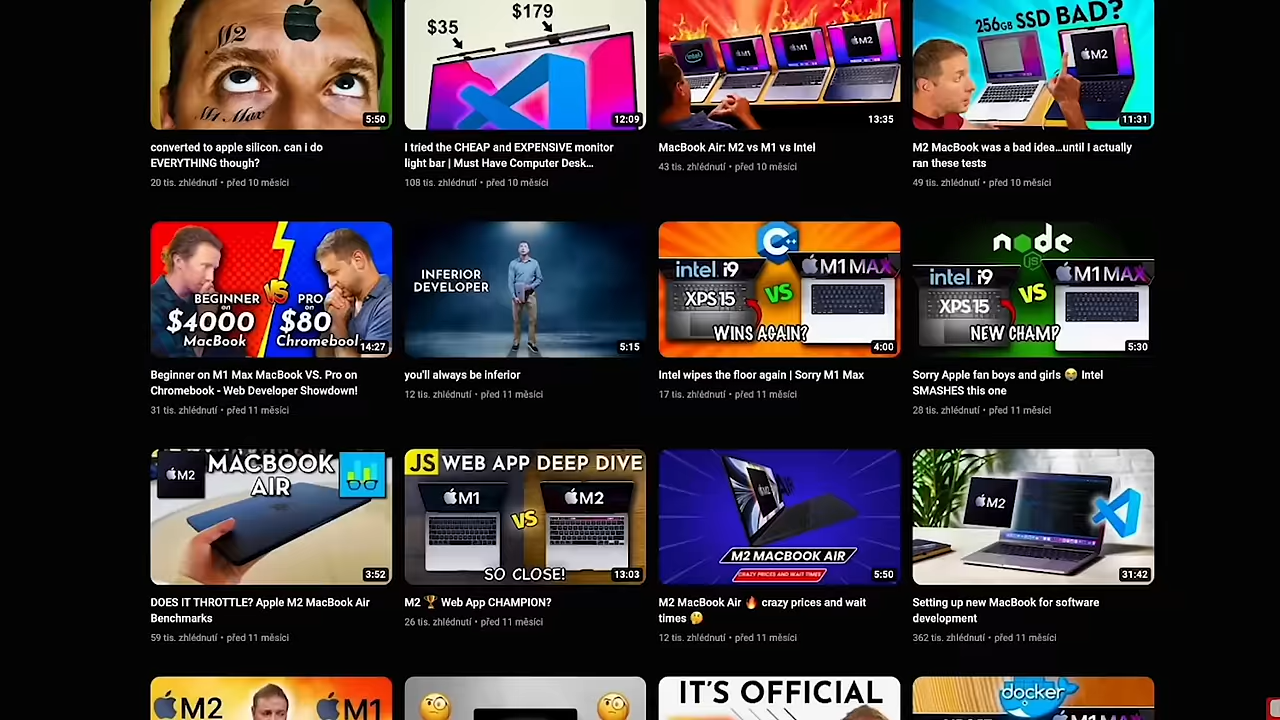 M2
M1 Max
5:50
$35
$179
12:09
intel
M1
M1
M2
13:35
256GB SSD BAD?
M2
11:31
converted to apple silicon. can i do
EVERYTHING though?
20 tis. zhlédnutí • před 10 měsíci
I tried the CHEAP and EXPENSIVE monitor
light bar | Must Have Computer Desk...
108 tis. zhlédnutí • před 10 měsíci
MacBook Air: M2 vs M1 vs Intel
43 tis. zhlédnutí • před 10 měsíci
M2 MacBook was a bad idea...until I actually
ran these tests
49 tis. zhlédnutí • před 10 měsíci
BEGINNER
on
$4000
MacBook
VS
PRO
on
$80
Chromebook
14:27
INFERIOR
DEVELOPER
5:15
C++
intel i9
XPS 15
VS
M1 MAX
WINS AGAIN?
4:00
node
JS
intel i9
XPS 15
VS
M1 MAX
NEW CHAMP
5:30
Beginner on M1 Max MacBook VS. Pro on
Chromebook - Web Developer Showdown!
31 tis. zhlédnutí • před 11 měsíci
you'll always be inferior
12 tis. zhlédnutí • před 11 měsíci
Intel wipes the floor again | Sorry M1 Max
17 tis. zhlédnutí • před 11 měsíci
Sorry Apple fan boys and girls 😭 Intel
SMASHES this one
28 tis. zhlédnutí • před 11 měsíci
M2
MACBOOK
AIR
3:52
JS WEB APP DEEP DIVE
M1
VS
M2
SO CLOSE!
13:03
M2 MACBOOK AIR
CRAZY PRICES AND WAIT TIMES
5:50
M2
31:42
DOES IT THROTTLE? Apple M2 MacBook Air
Benchmarks
59 tis. zhlédnutí • před 11 měsíci
M2 🏆 Web App CHAMPION?
26 tis. zhlédnutí • před 11 měsíci
M2 MacBook Air 🔥 crazy prices and wait
times 🤔
12 tis. zhlédnutí • před 11 měsíci
Setting up new MacBook for software
development
362 tis. zhlédnutí • před 11 měsíci
M2
M1
IT'S OFFICIAL
docker